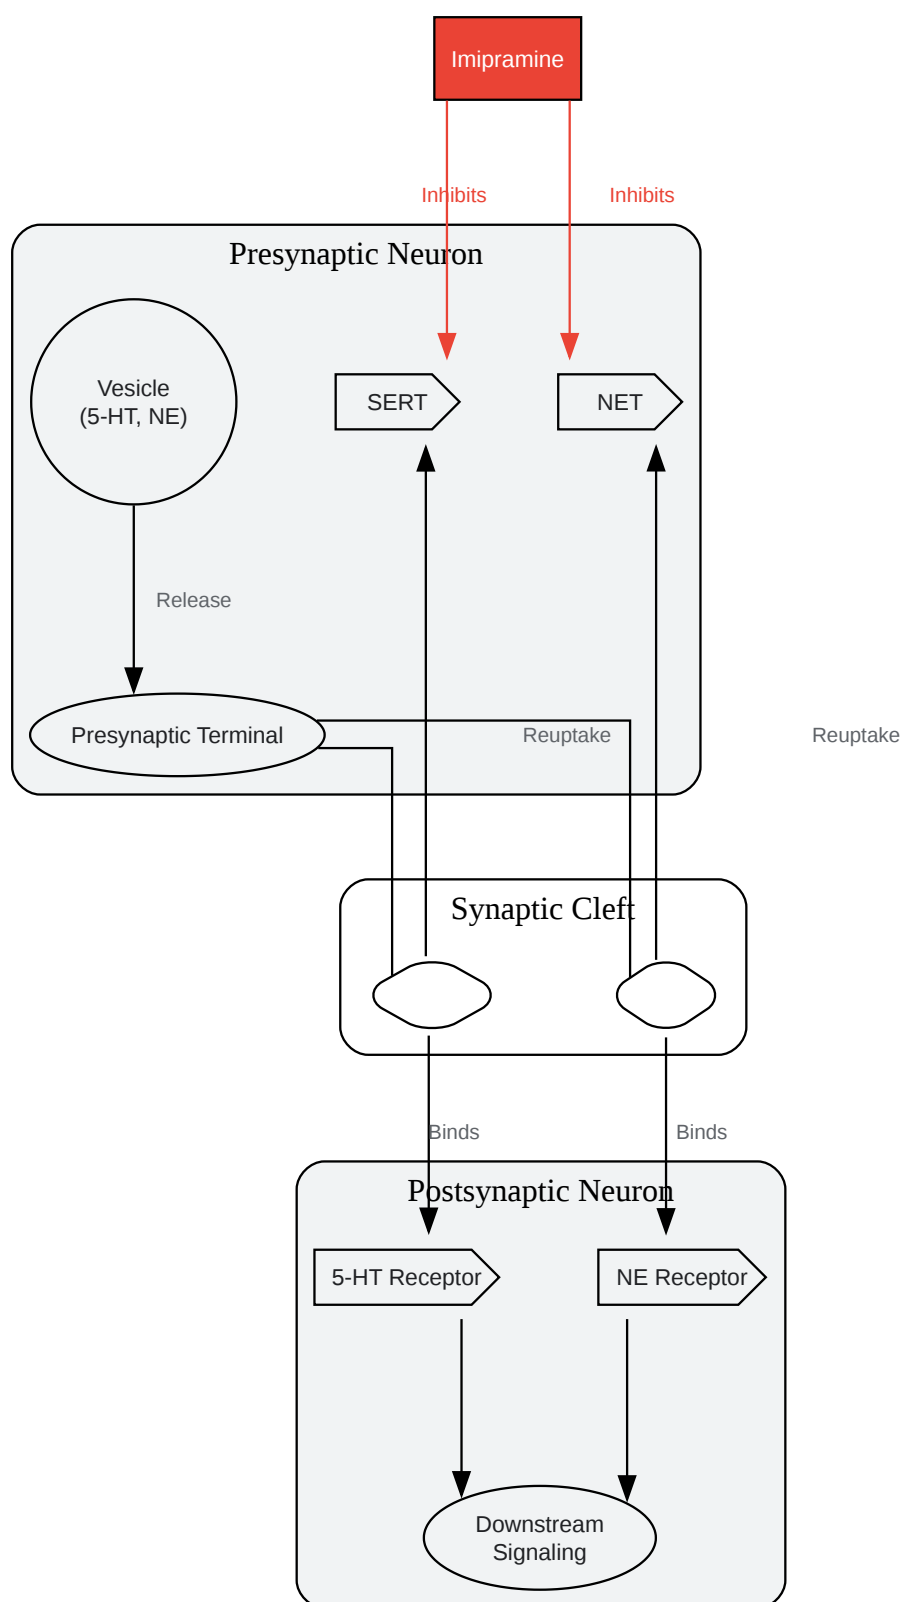 Imipramine
Inhibits
Inhibits
Presynaptic Neuron
Vesicle
(5-HT, NE)
SERT
NET
Release
Presynaptic Terminal
Reuptake
Reuptake
Synaptic Cleft
Binds
Binds
Postsynaptic Neuron
5-HT Receptor
NE Receptor
Downstream
Signaling